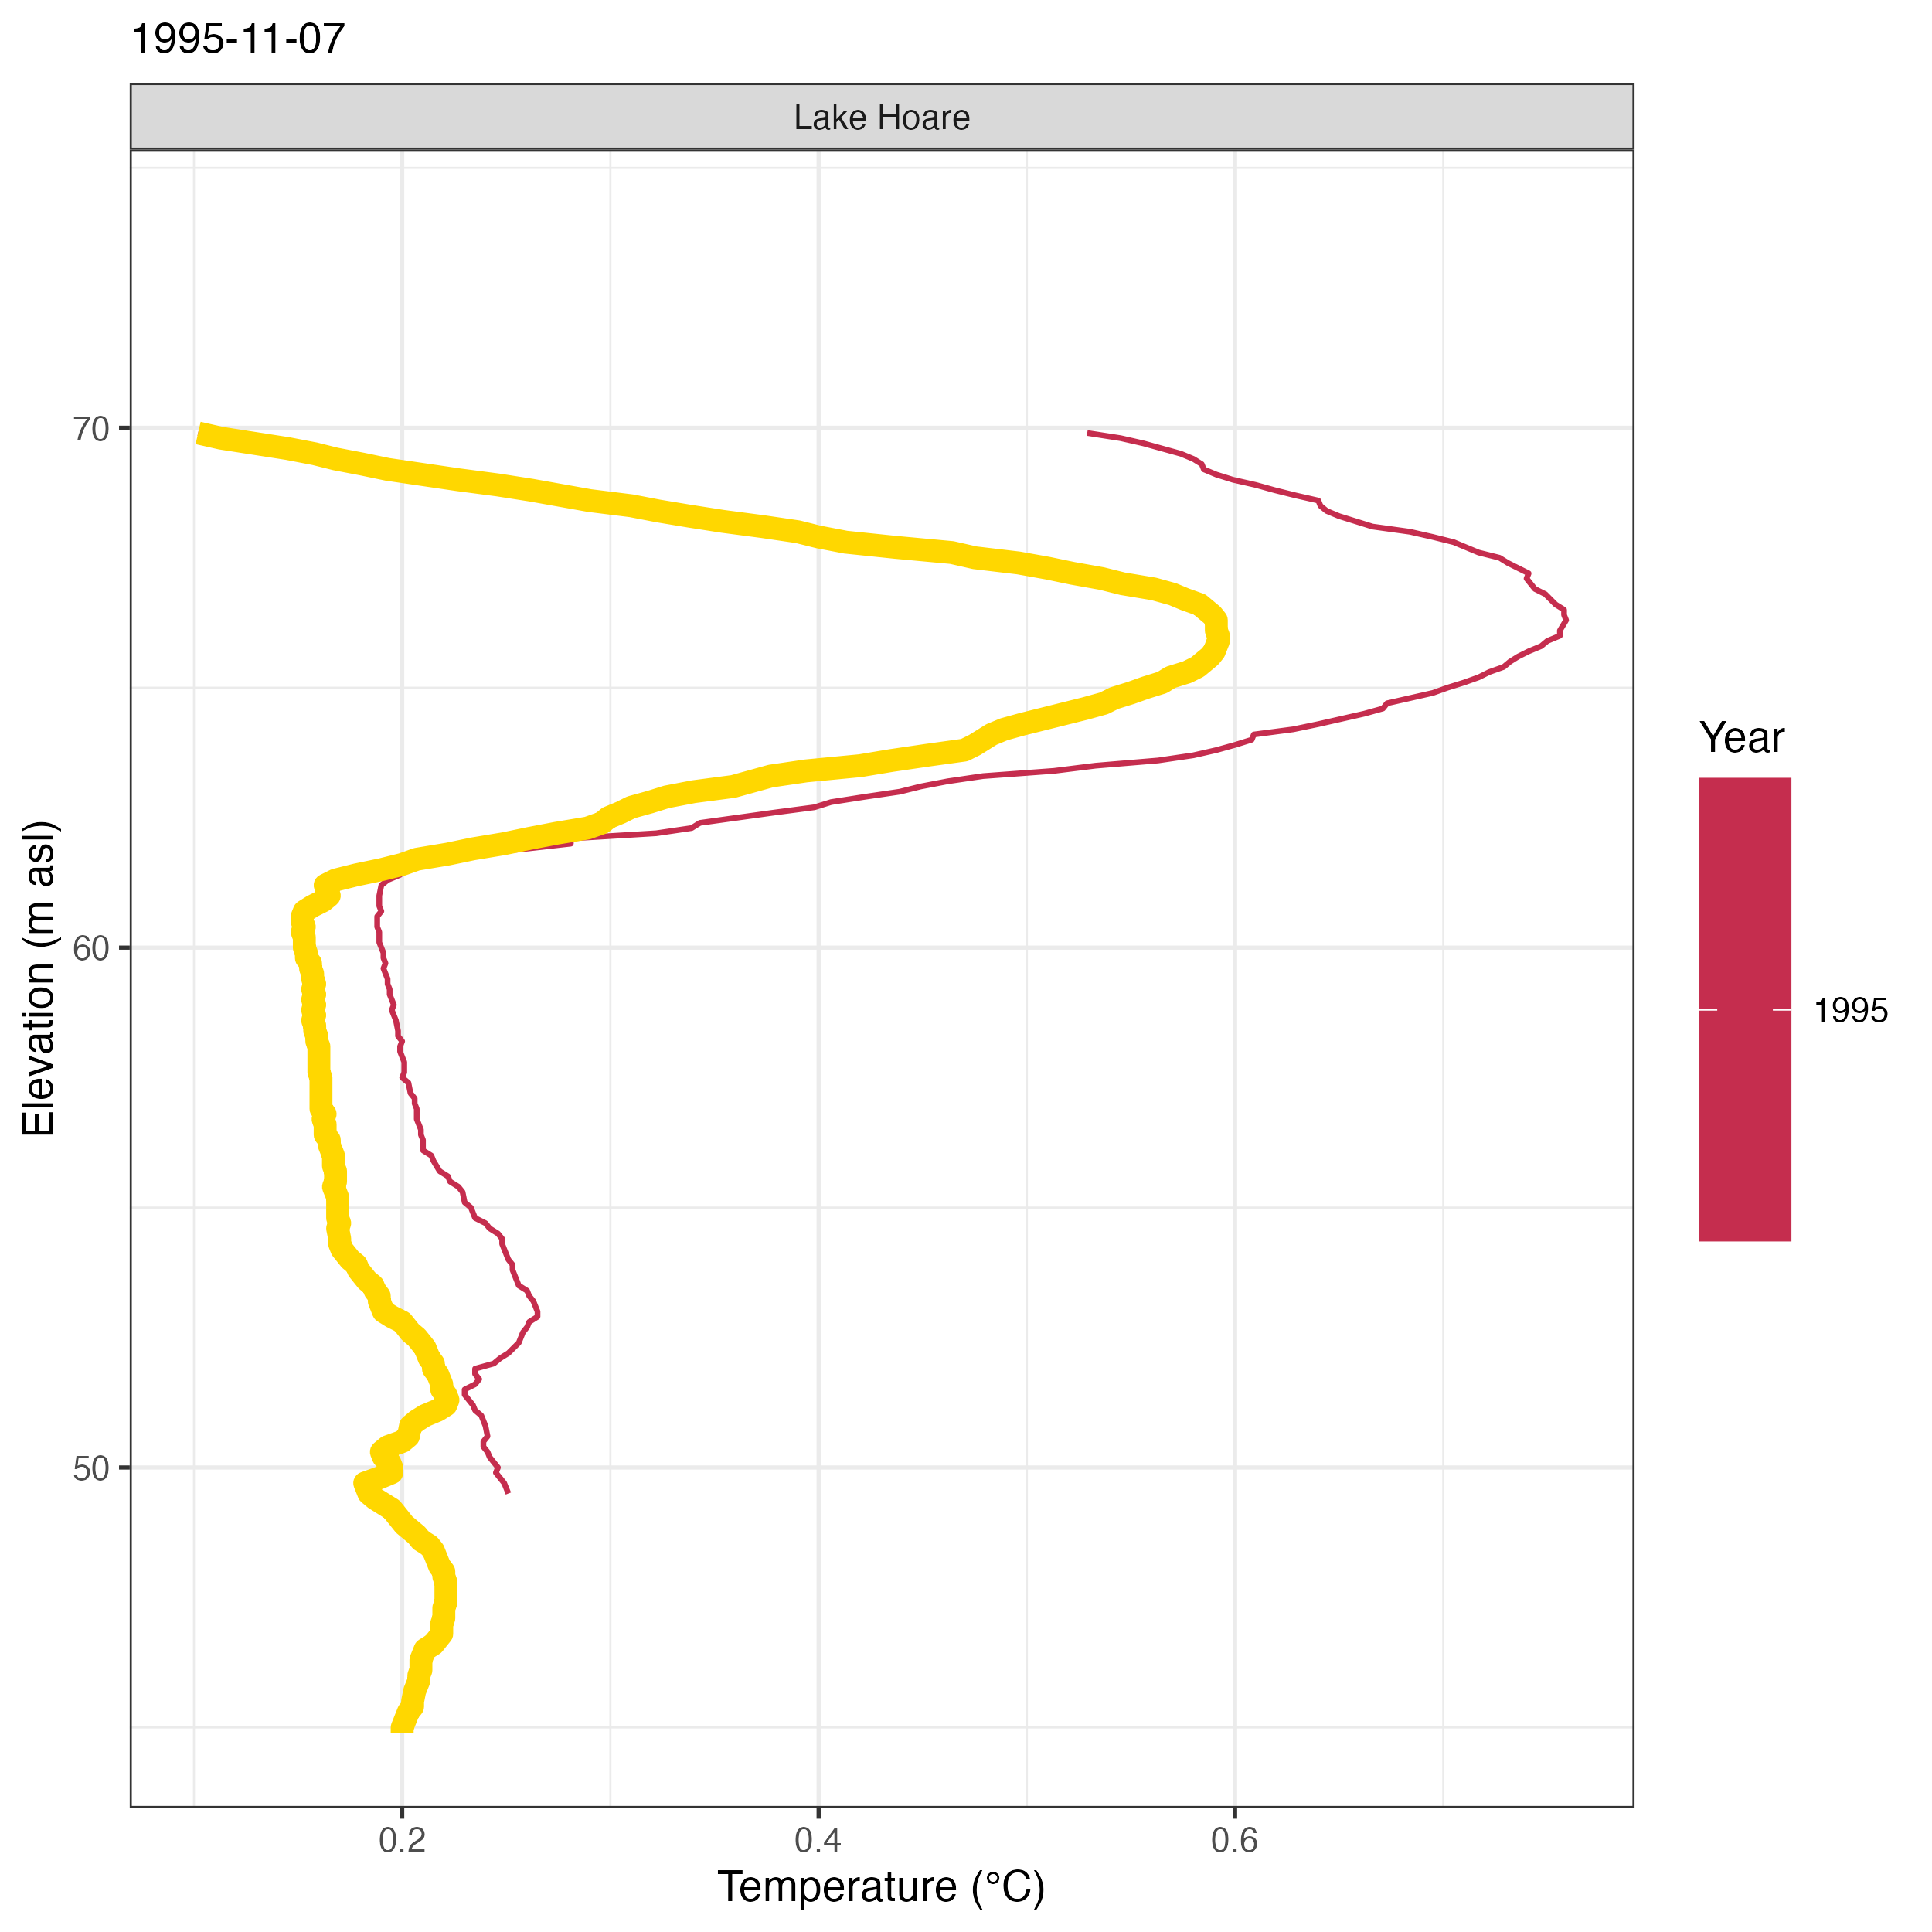 1995-11-07
Lake Hoare
70
60
50
Elevation (m asl)
0.2 0.4 0.6
Temperature (°C)
Year
1995